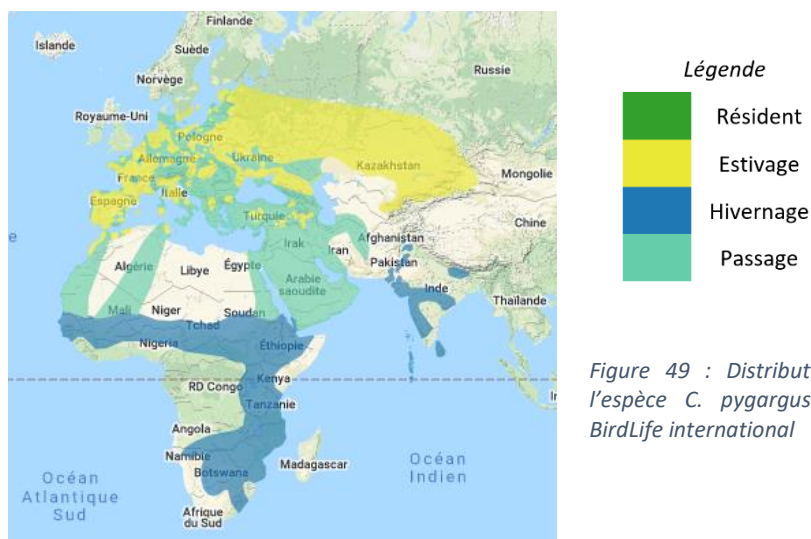 Finlande
Islande
Suède
Norvège
Russie
Royaume-Uni
Pologne
Allemagne
Ukraine
France
Kazakhstan
Mongolie
Italie
Espagne
Turquie
Chine
Afghanistan
Irak
Iran
Algérie
Libye
Égypte
Pakistan
Arabie
saoudite
Inde
Mali
Niger
Soudan
Thaïlande
Tchad
Nigeria
Éthiopie
Kenya
RD Congo
Tanzanie
Angola
Namibie
Madagascar
Botswana
Océan
Indien
Océan
Atlantique
Sud
Afrique
du Sud
e
In
Légende
Résident
Estivage
Hivernage
Passage
Figure 49 : Distribut
l'espèce C. pygargus
BirdLife international